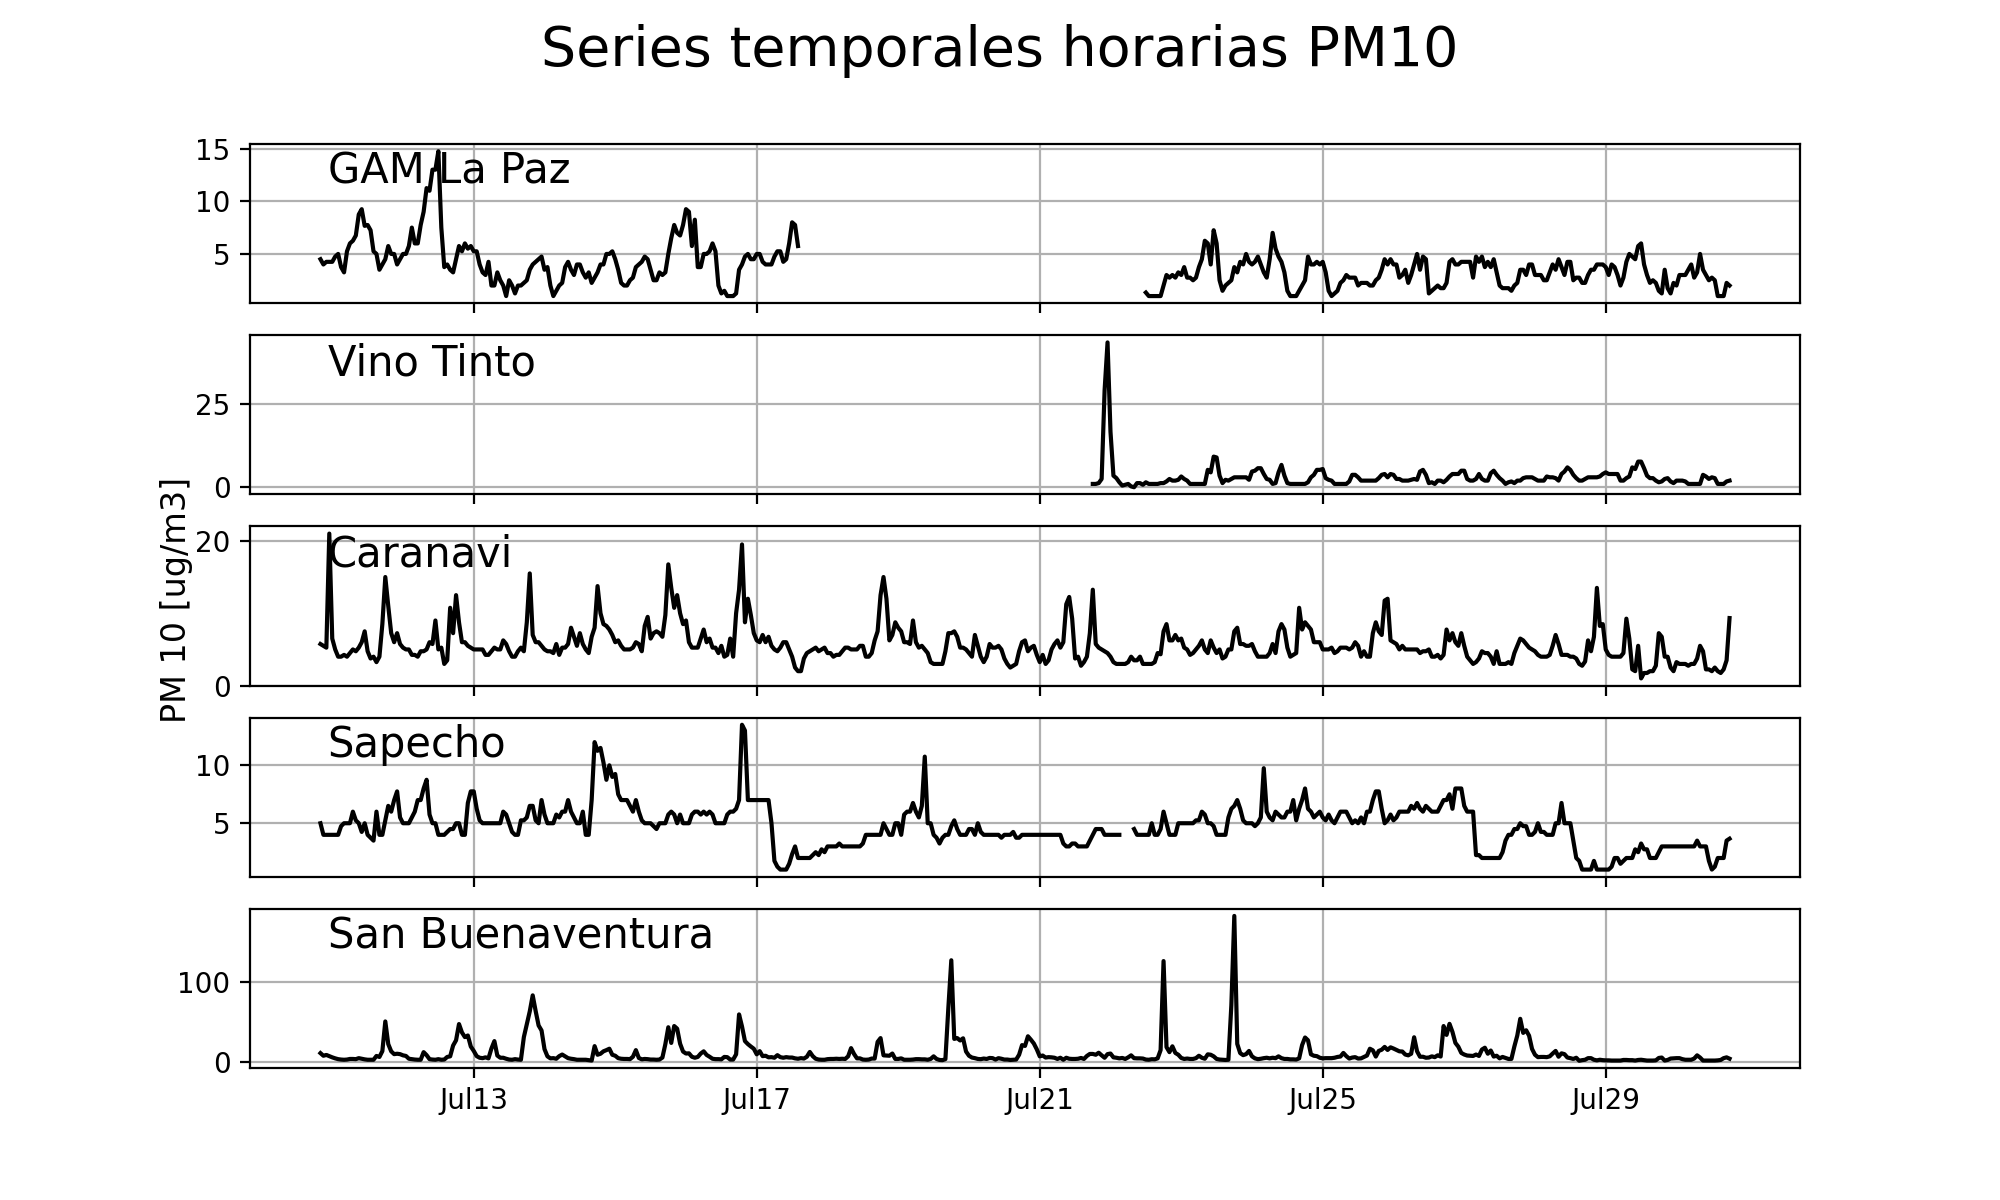 Series temporales horarias PM10
15
GAM La Paz
10
5
Vino Tinto
25
0
PM 10 [ug/m3]
20
Caranavi
0
Sapecho
10
5
San Buenaventura
100
0
Jul13 Jul17 Jul21 Jul25 Jul29